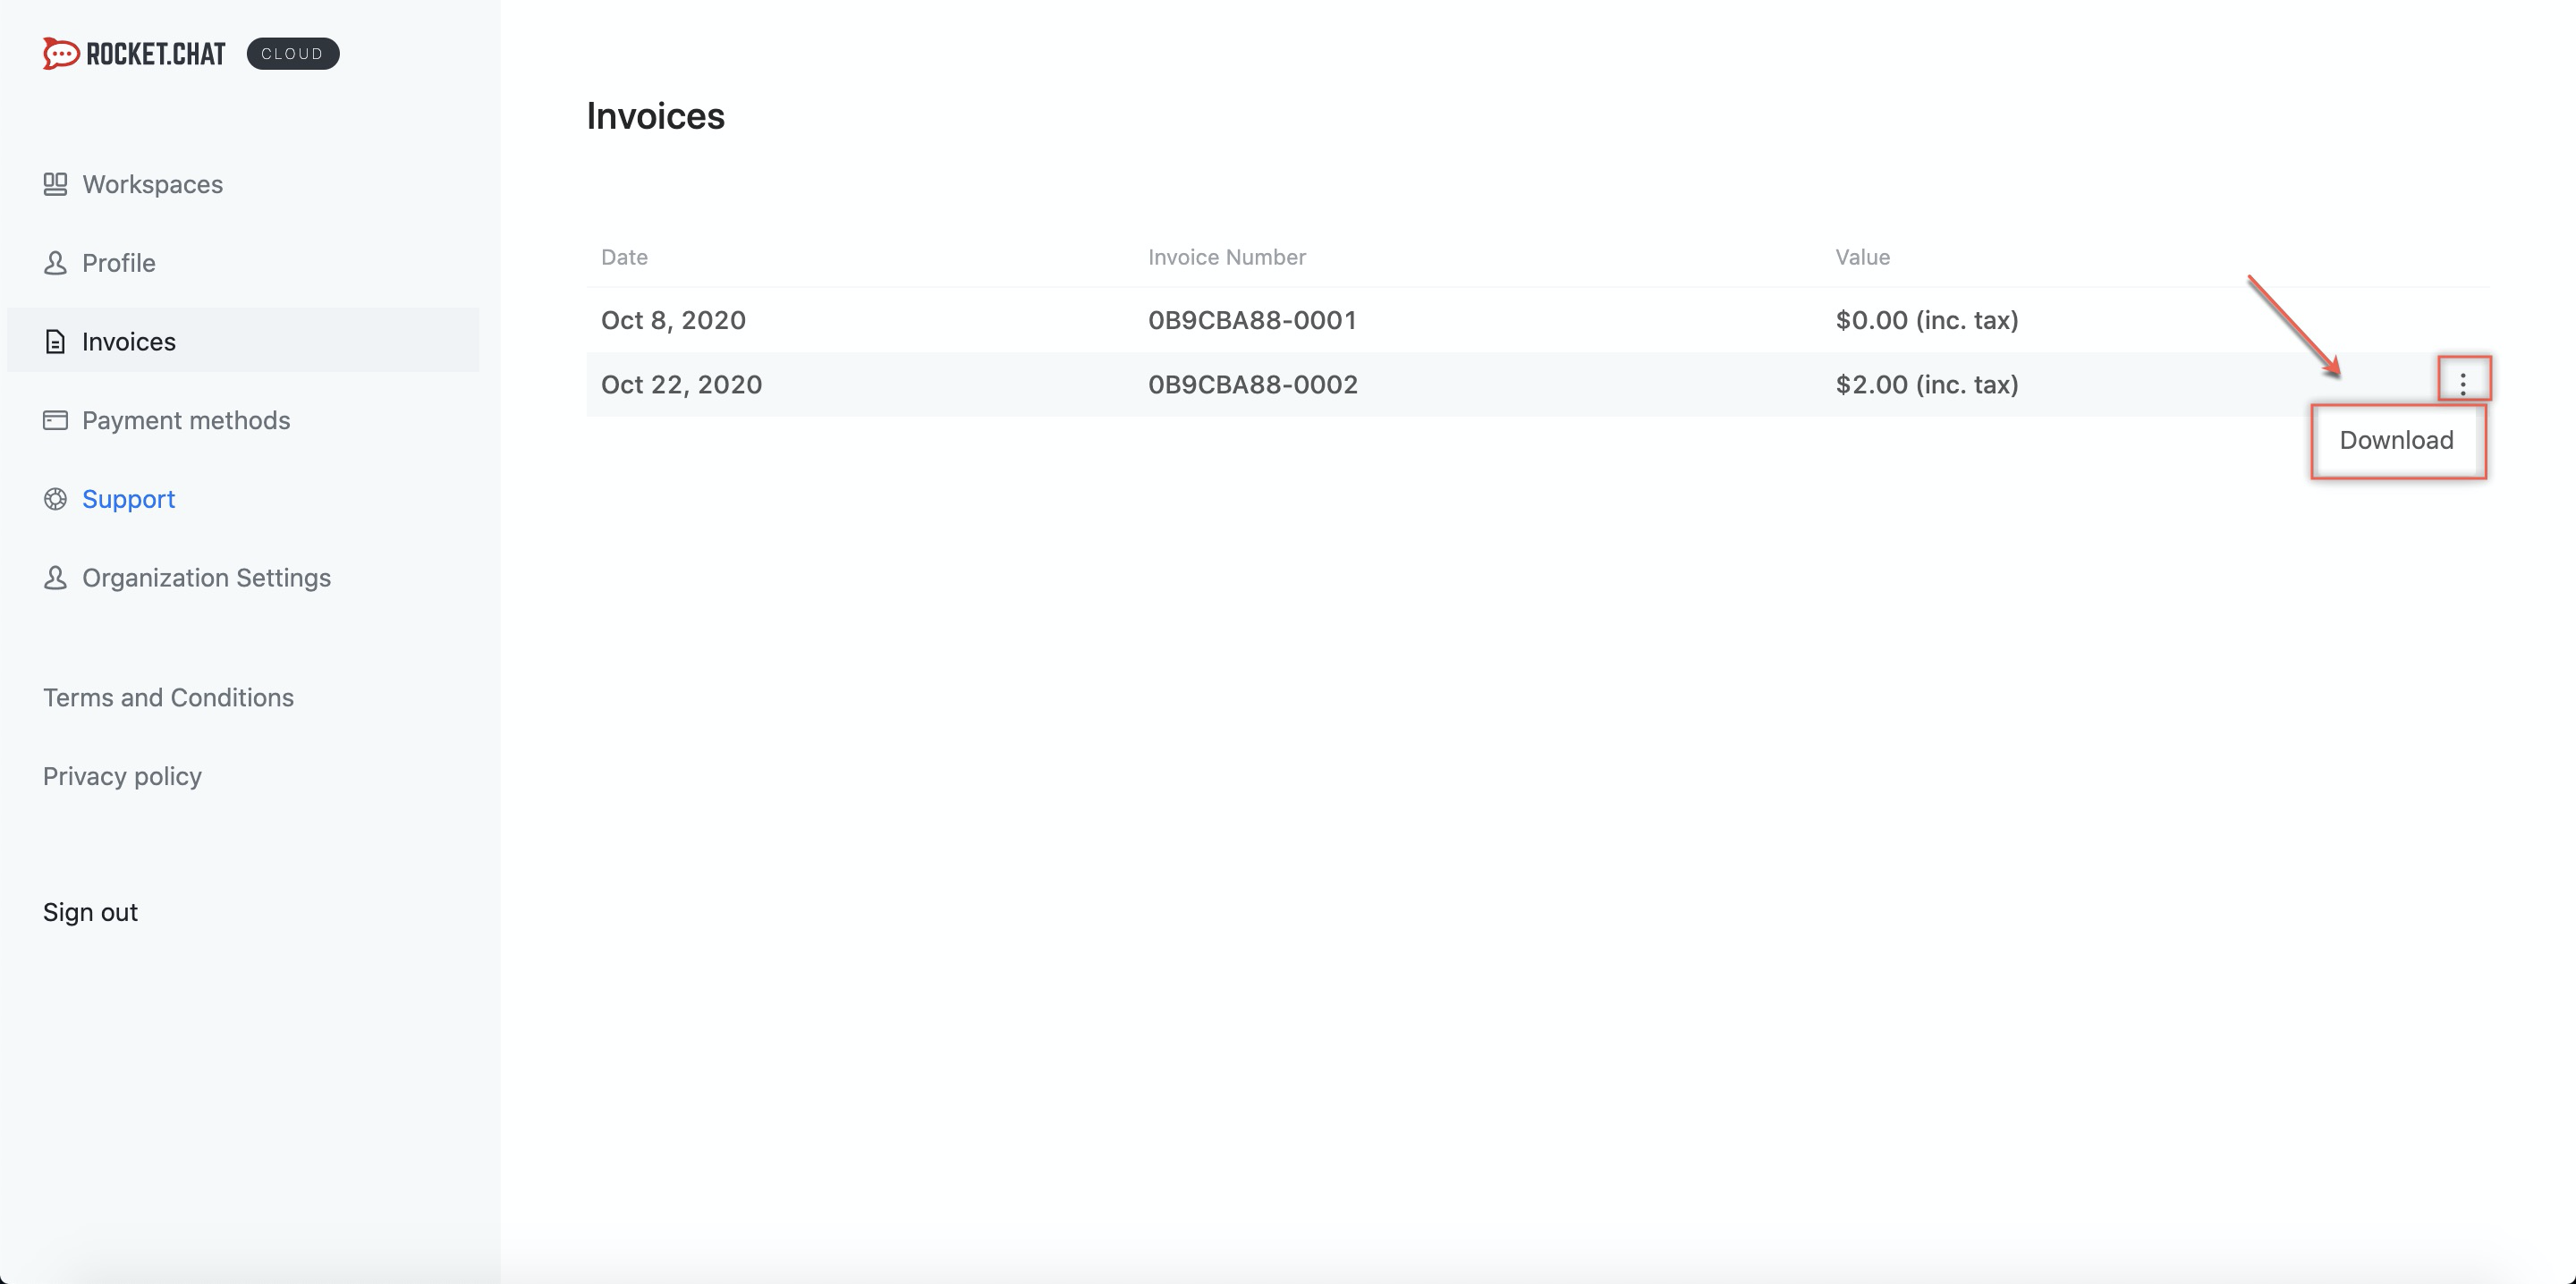 ROCKET.CHAT CLOUD
Workspaces
Profile
Invoices
Payment methods
Support
Organization Settings
Terms and Conditions
Privacy policy
Sign out
Invoices
Date Invoice Number Value
Oct 8, 2020 0B9CBA88-0001 $0.00 (inc. tax)
Oct 22, 2020 0B9CBA88-0002 $2.00 (inc. tax)
Download